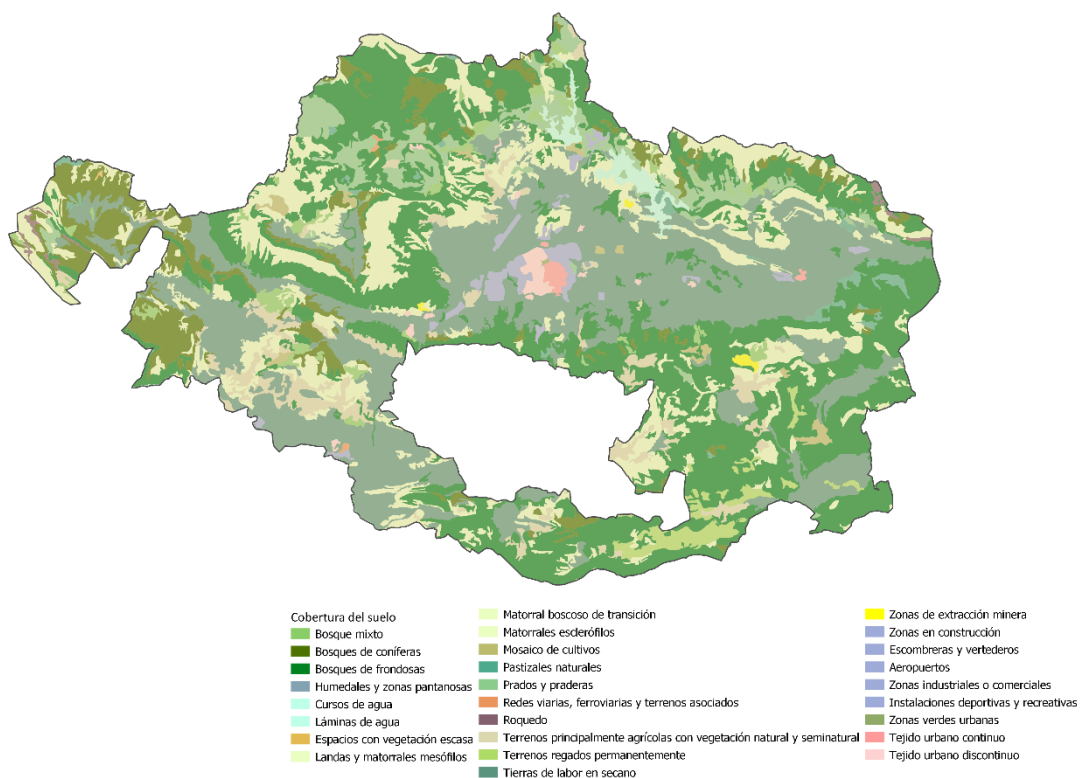 Cobertura del suelo
Bosque mixto
Bosques de coníferas
Bosques de frondosas
Humedales y zonas pantanosas
Cursos de agua
Láminas de agua
Espacios con vegetación escasa
Landas y matorrales mesófilos
Matorral boscoso de transición
Matorrales esclerófilos
Mosaico de cultivos
Pastizales naturales
Prados y praderas
Redes viarias, ferroviarias y terrenos asociados
Roquedo
Terrenos principalmente agrícolas con vegetación natural y seminatural
Terrenos regados permanentemente
Tierras de labor en secano
Zonas de extracción minera
Zonas en construcción
Escombreras y vertederos
Aeropuertos
Zonas industriales o comerciales
Instalaciones deportivas y recreativas
Zonas verdes urbanas
Tejido urbano continuo
Tejido urbano discontinuo